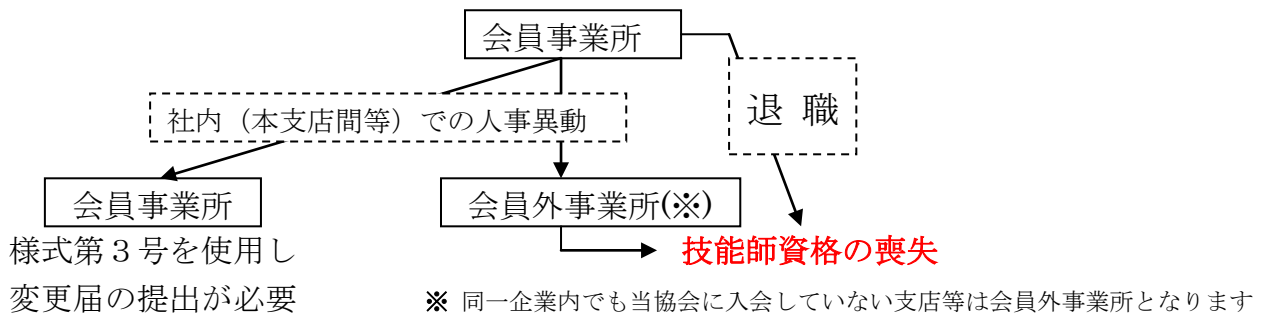 会員事業所
退 職
社内（本支店間等）での人事異動
会員事業所
会員外事業所(※)
様式第３号を使用し
変更届の提出が必要
技能師資格の喪失
※ 同一企業内でも当協会に入会していない支店等は会員外事業所となります